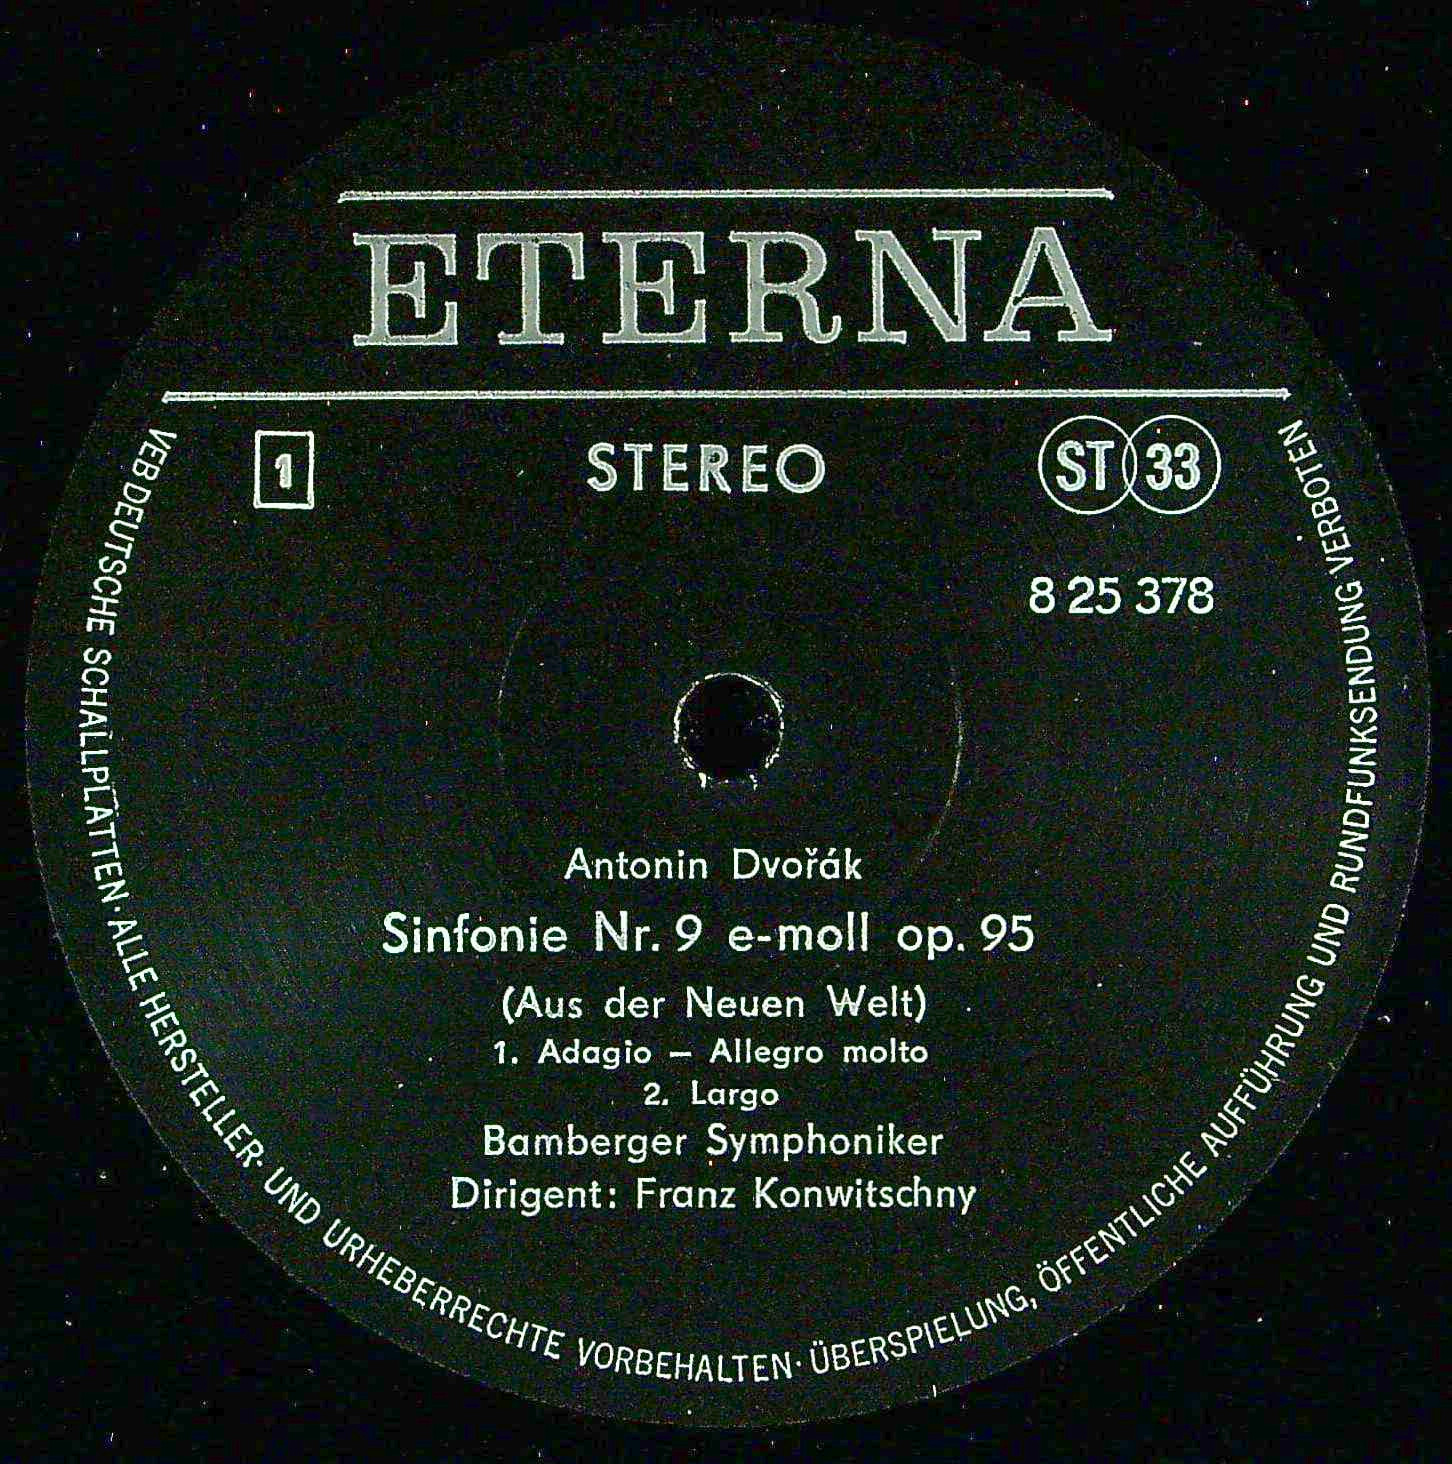 ETERNA
1
STEREO
ST 33
8 25 378
Antonin Dvořák
Sinfonie Nr. 9 e-moll op. 95
(Aus der Neuen Welt)
1. Adagio – Allegro molto
2. Largo
Bamberger Symphoniker
Dirigent: Franz Konwitschny
VEB DEUTSCHE SCHALLPLATTEN · ALLE HERSTELLER- UND URHEBERRECHTE VORBEHALTEN · ÜBERSPIELUNG, ÖFFENTLICHE AUFFÜHRUNG UND RUNDFUNKSENDUNG VERBOTEN